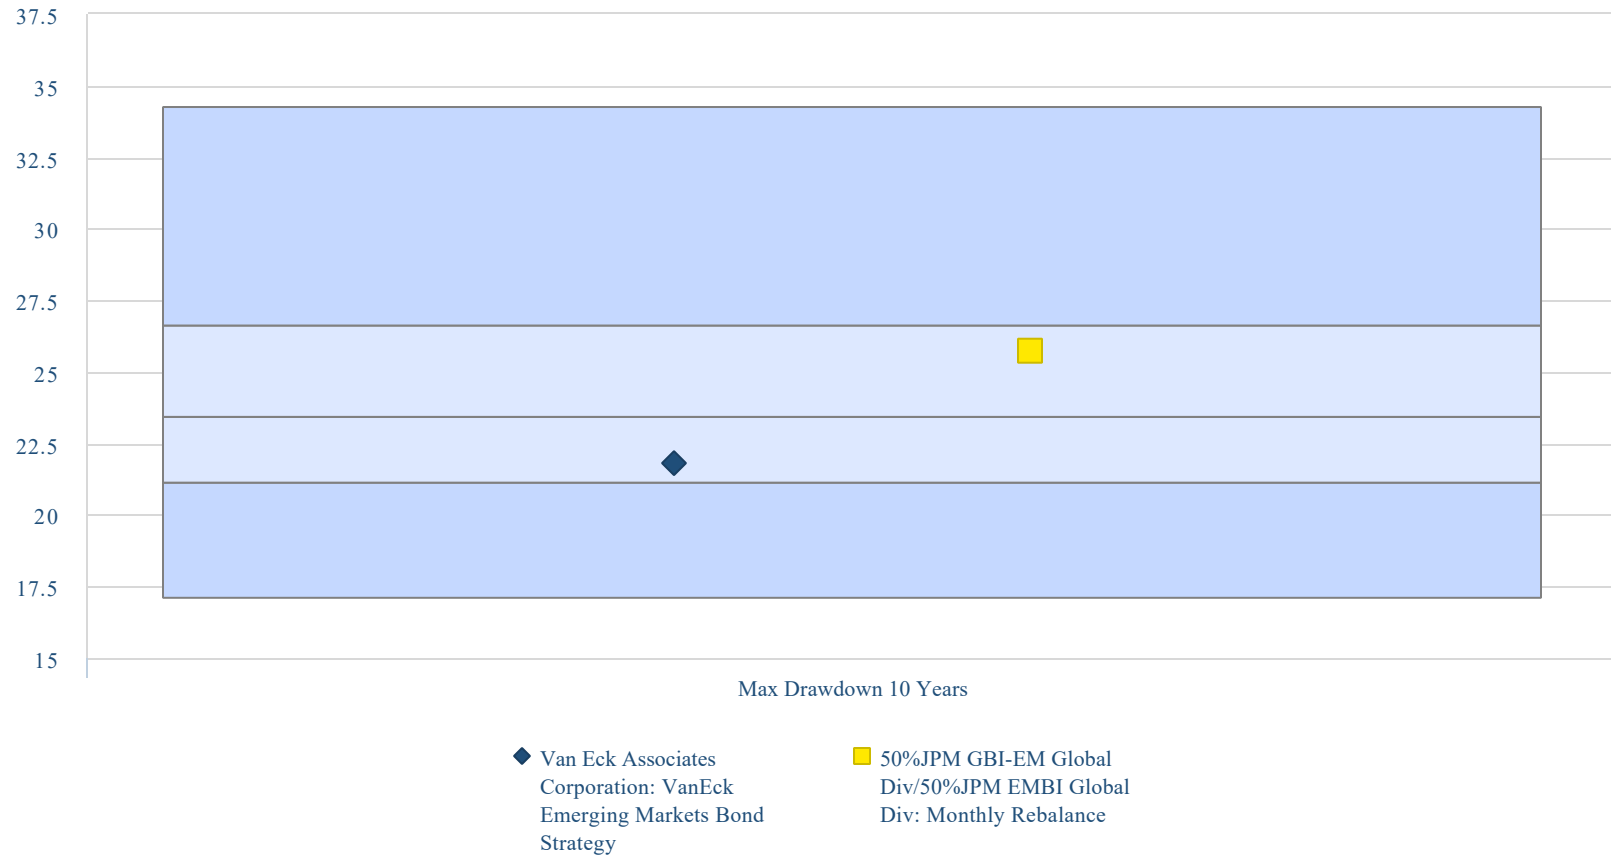 37.5
35
32.5
30
27.5
25
22.5
20
17.5
15
Max Drawdown 10 Years
Van Eck Associates
Corporation: VanEck
Emerging Markets Bond
Strategy
50%JPM GBI-EM Global
Div/50%JPM EMBI Global
Div: Monthly Rebalance